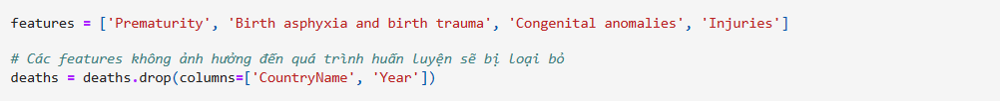 features = ['Prematurity', 'Birth asphyxia and birth trauma', 'Congenital anomalies', 'Injuries']
# Các features không ảnh hưởng đến quá trình huấn luyện sẽ bị loại bỏ
deaths = deaths.drop(columns=['CountryName', 'Year'])